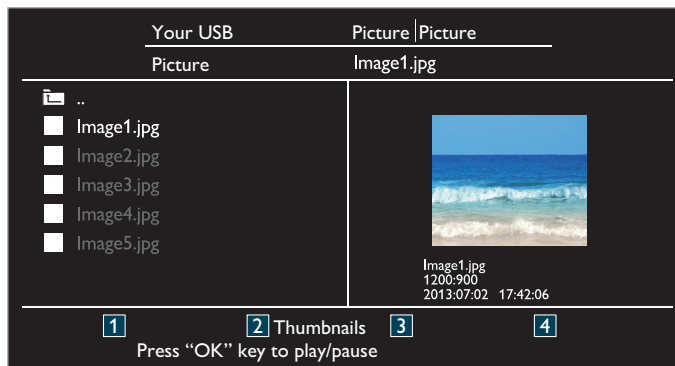 Your USB Picture Picture
Picture Image1.jpg
..
Image1.jpg
Image2.jpg
Image3.jpg
Image4.jpg
Image5.jpg
Image1.jpg
1200:900
2013:07:02 17:42:06
1 2 Thumbnails 3 4
Press “OK” key to play/pause